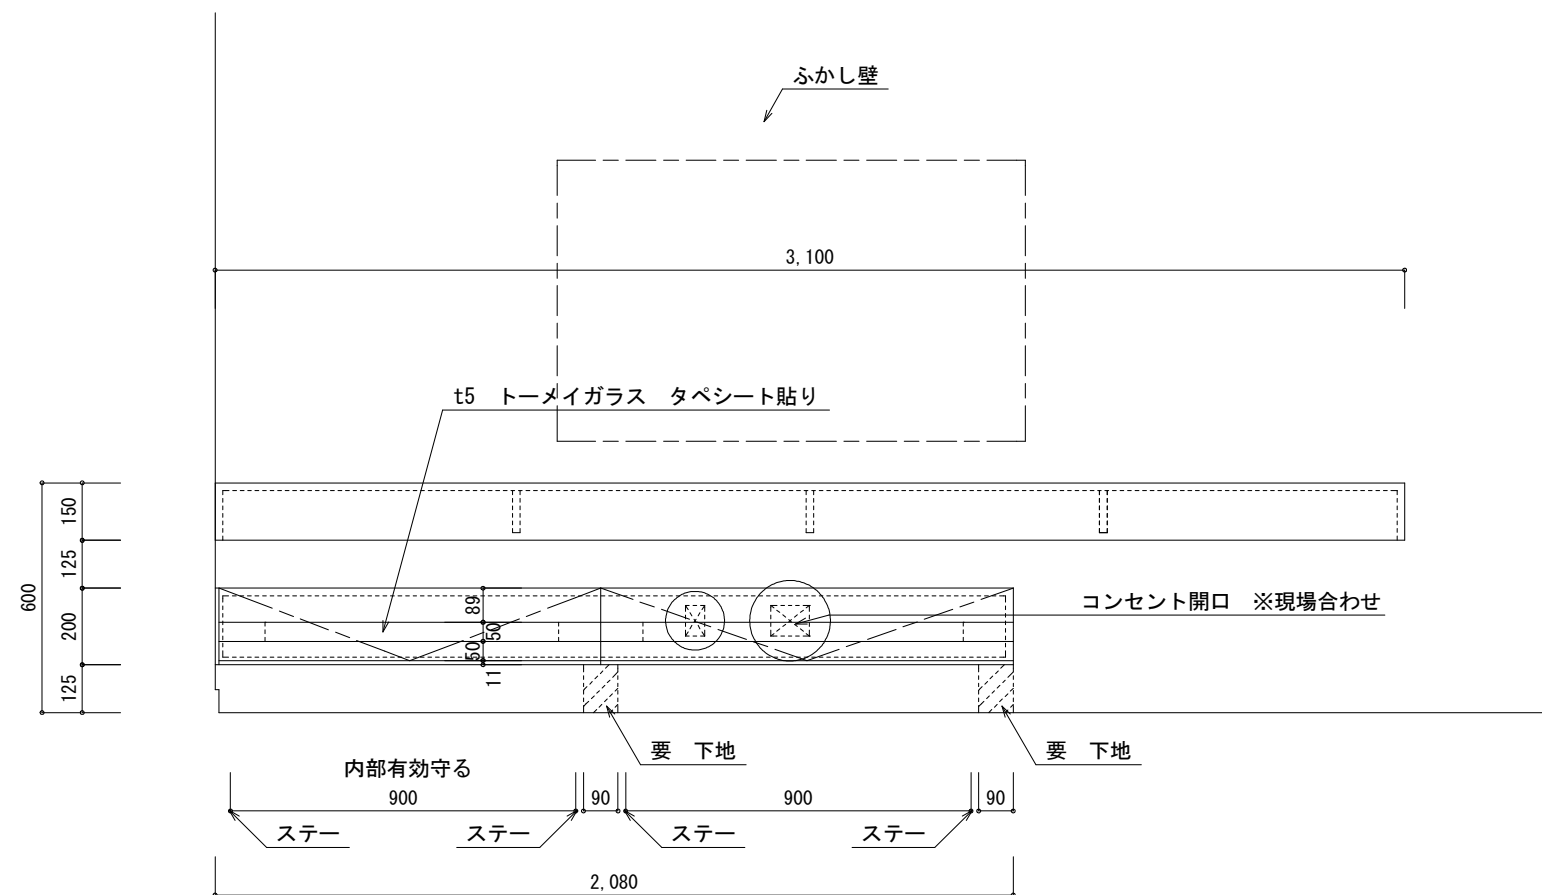 ふかし壁
3,100
t5　トーメイガラス　タペシート貼り
150
125
600
200
125
89
50
50
11
コンセント開口　※現場合わせ
要　下地
要　下地
内部有効守る
900
90
900
90
ステー
ステー
ステー
ステー
2,080